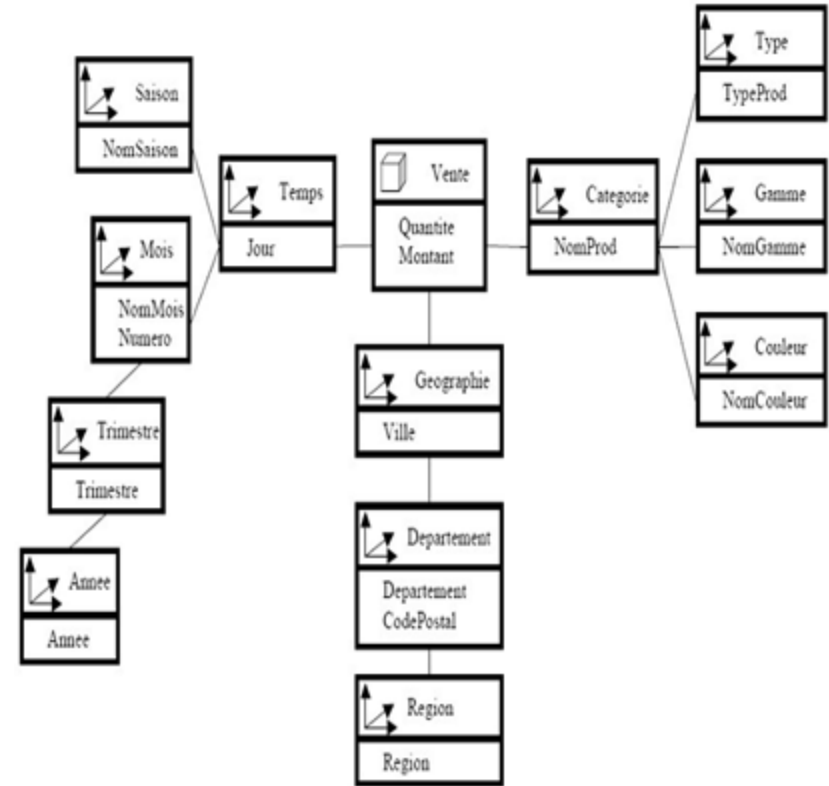 Saison
NomSaison
Mois
NomMois
Numero
Trimestre
Trimestre
Annee
Annee
Temps
Jour
Vente
Quantite
Montant
Geographie
Ville
Departement
Departement
CodePostal
Region
Region
Categorie
NomProd
Type
TypeProd
Gamme
NomGamme
Couleur
NomCouleur